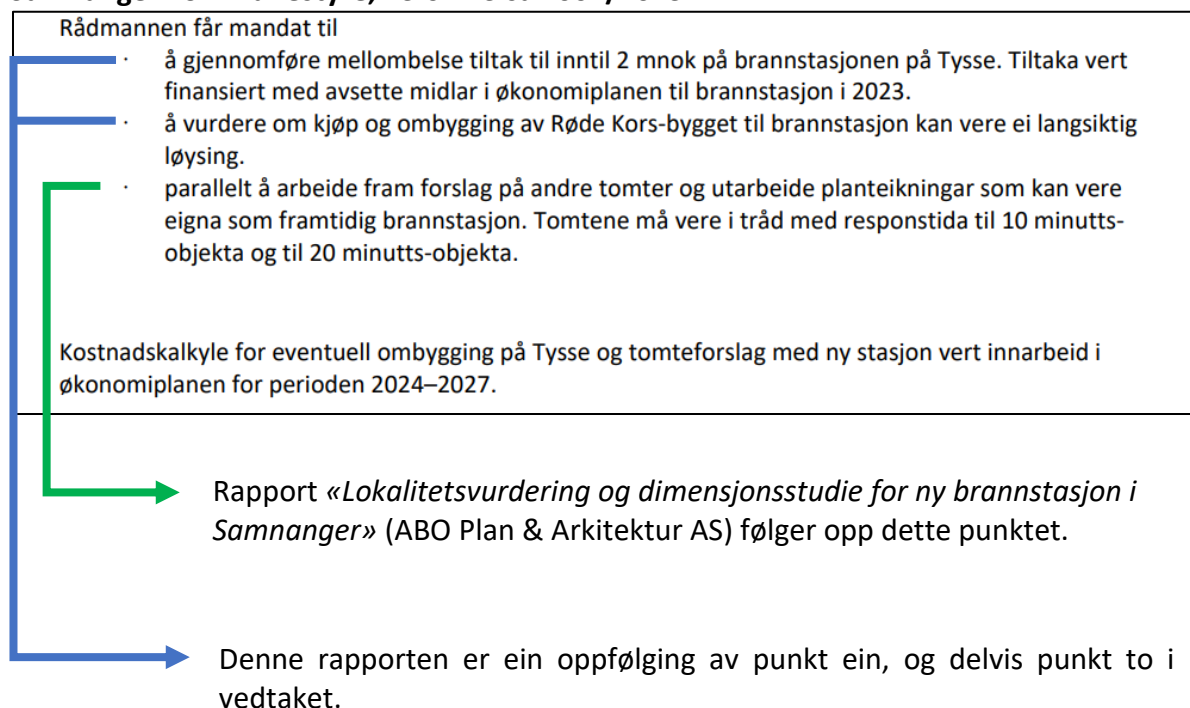 Rådmannen får mandat til
· å gjennomføre mellombelse tiltak til inntil 2 mnok på brannstasjonen på Tysse. Tiltaka vert
finansiert med avsette midlar i økonomiplanen til brannstasjon i 2023.
· å vurdere om kjøp og ombygging av Røde Kors-bygget til brannstasjon kan vere ei langsiktig
løysing.
· parallelt å arbeide fram forslag på andre tomter og utarbeide planteikningar som kan vere
eigna som framtidig brannstasjon. Tomtene må vere i tråd med responstida til 10 minutts-
objekta og til 20 minutts-objekta.
Kostnadskalkyle for eventuell ombygging på Tysse og tomteforslag med ny stasjon vert innarbeid i
økonomiplanen for perioden 2024–2027.
Rapport «Lokalitetsvurdering og dimensjonsstudie for ny brannstasjon i
Samnanger» (ABO Plan & Arkitektur AS) følger opp dette punktet.
Denne rapporten er ein oppfølging av punkt ein, og delvis punkt to i
vedtaket.